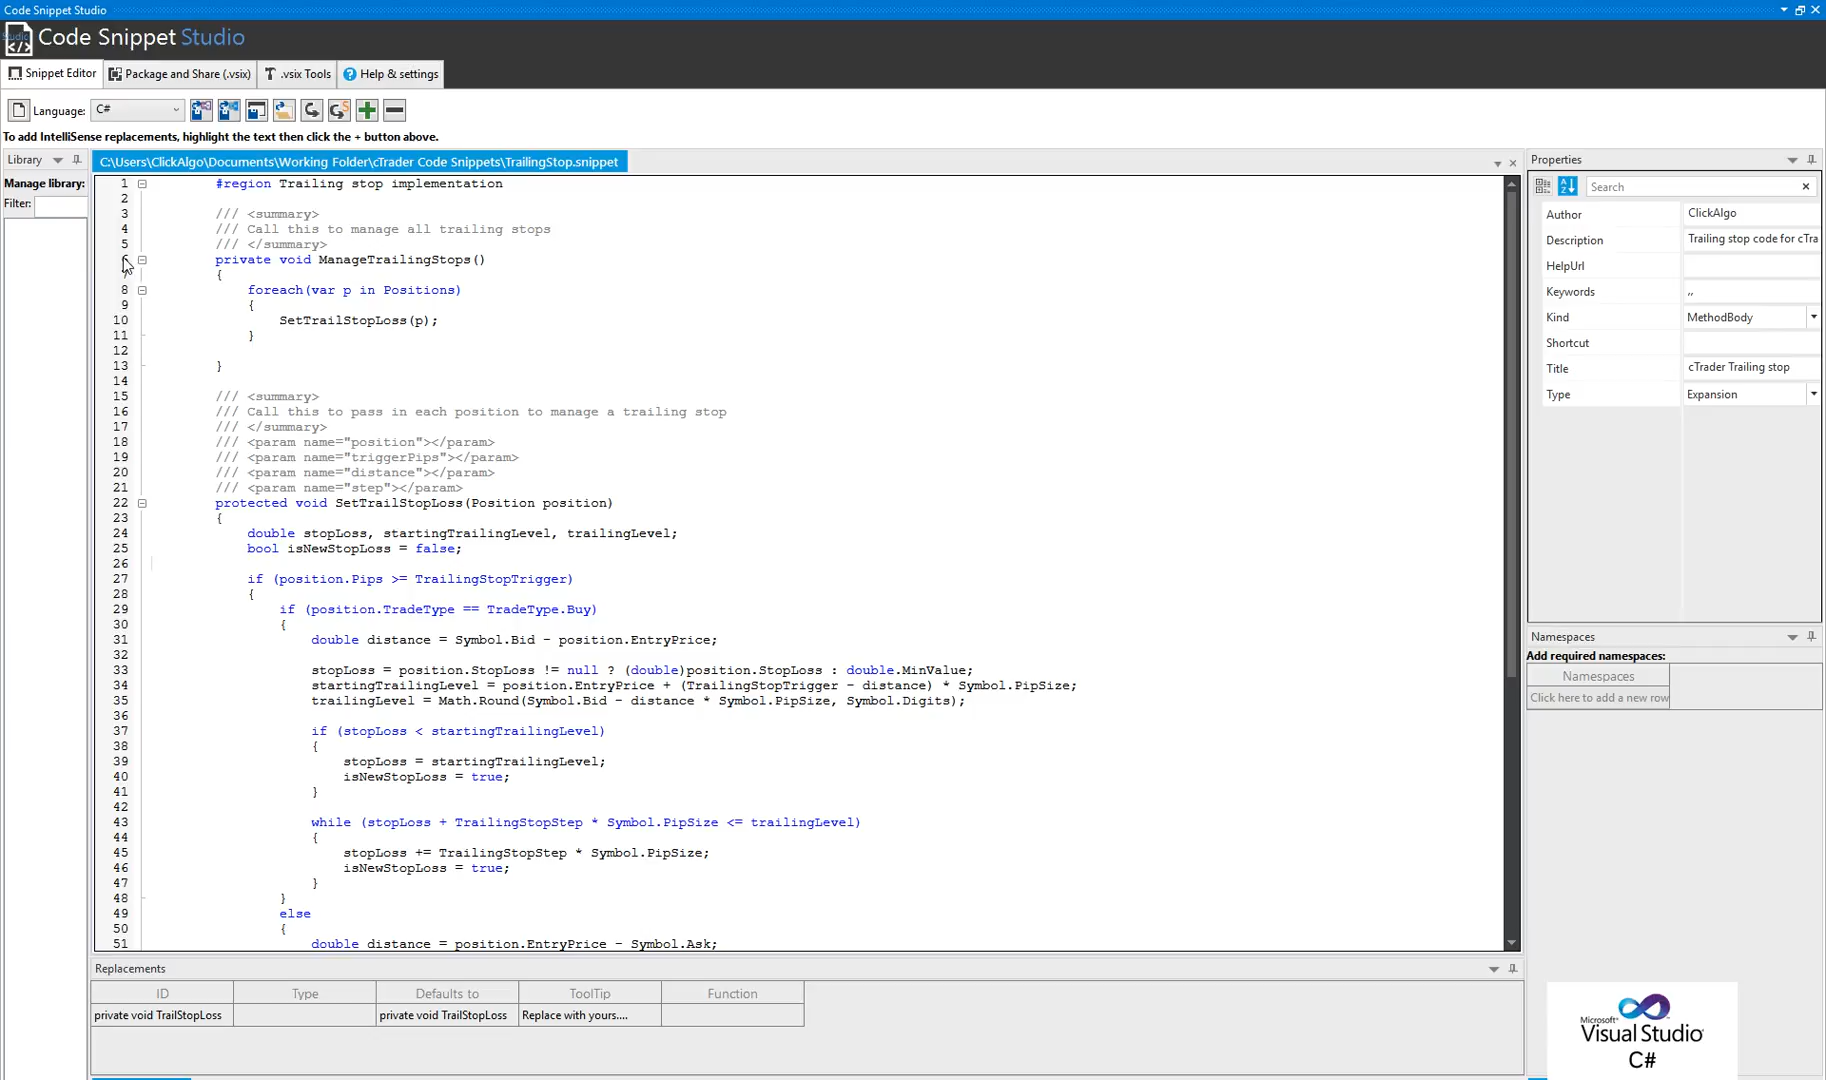 Code Snippet Studio
Code Snippet Studio
Snippet Editor
Package and Share (.vsix)
.vsix Tools
Help & settings
Language:
C#
To add IntelliSense replacements, highlight the text then click the + button above.
Library
Manage library:
Filter:
C:\Users\ClickAlgo\Documents\Working Folder\cTrader Code Snippets\TrailingStop.snippet
1 #region Trailing stop implementation
2
3 /// <summary>
4 /// Call this to manage all trailing stops
5 /// </summary>
6 private void ManageTrailingStops()
7 {
8 foreach(var p in Positions)
9 {
10 SetTrailStopLoss(p);
11 }
12
13 }
14
15 /// <summary>
16 /// Call this to pass in each position to manage a trailing stop
17 /// </summary>
18 /// <param name="position"></param>
19 /// <param name="triggerPips"></param>
20 /// <param name="distance"></param>
21 /// <param name="step"></param>
22 protected void SetTrailStopLoss(Position position)
23 {
24 double stopLoss, startingTrailingLevel, trailingLevel;
25 bool isNewStopLoss = false;
26
27 if (position.Pips >= TrailingStopTrigger)
28 {
29 if (position.TradeType == TradeType.Buy)
30 {
31 double distance = Symbol.Bid - position.EntryPrice;
32
33 stopLoss = position.StopLoss != null ? (double)position.StopLoss : double.MinValue;
34 startingTrailingLevel = position.EntryPrice + (TrailingStopTrigger - distance) * Symbol.PipSize;
35 trailingLevel = Math.Round(Symbol.Bid - distance * Symbol.PipSize, Symbol.Digits);
36
37 if (stopLoss < startingTrailingLevel)
38 {
39 stopLoss = startingTrailingLevel;
40 isNewStopLoss = true;
41 }
42
43 while (stopLoss + TrailingStopStep * Symbol.PipSize <= trailingLevel)
44 {
45 stopLoss += TrailingStopStep * Symbol.PipSize;
46 isNewStopLoss = true;
47 }
48 }
49 else
50 {
51 double distance = position.EntryPrice - Symbol.Ask;
Properties
Search
Author ClickAlgo
Description Trailing stop code for cTra
HelpUrl
Keywords ,,
Kind MethodBody
Shortcut
Title cTrader Trailing stop
Type Expansion
Namespaces
Add required namespaces:
Namespaces
Click here to add a new row
Replacements
ID Type Defaults to ToolTip Function
private void TrailStopLoss private void TrailStopLoss Replace with yours....
Microsoft®
Visual Studio
C#